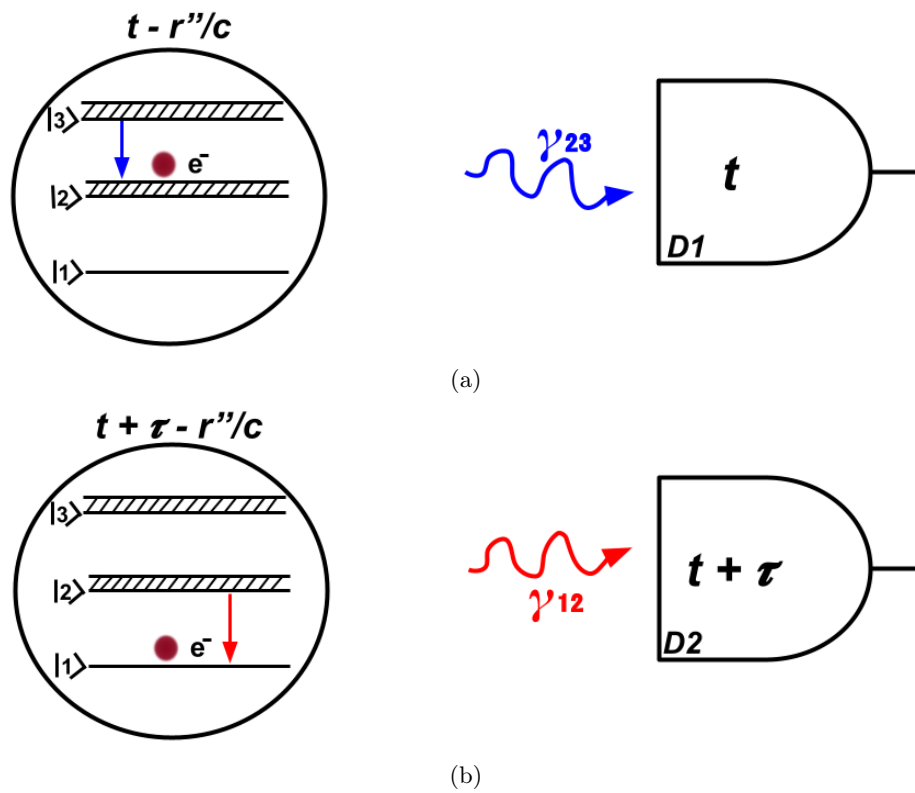 t - r”/c
|3⟩
e⁻
|2⟩
|1⟩
γ23
t
D1
(a)
t + τ - r”/c
|3⟩
|2⟩
e⁻
|1⟩
γ12
t + τ
D2
(b)